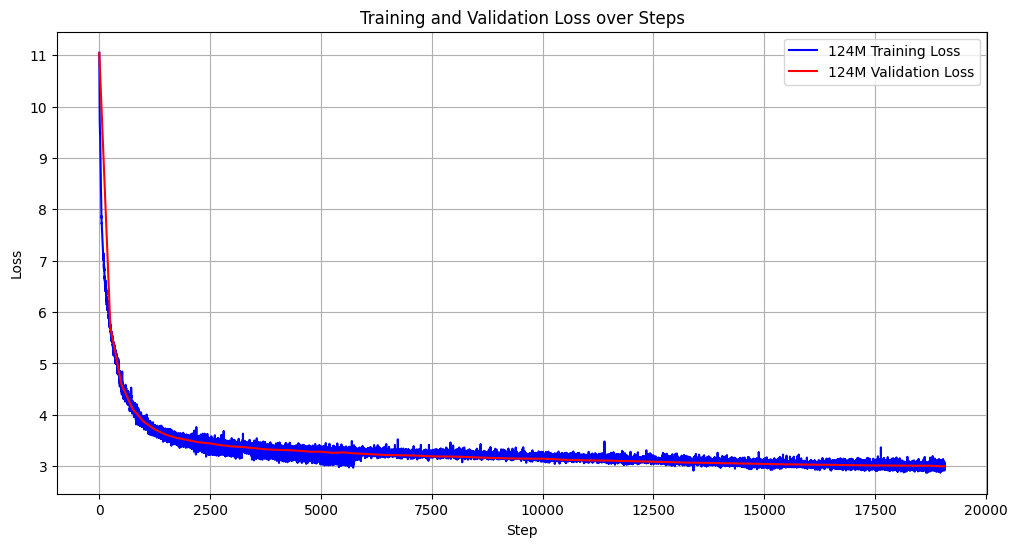 Training and Validation Loss over Steps
124M Training Loss
124M Validation Loss
Loss
11
10
9
8
7
6
5
4
3
0 2500 5000 7500 10000 12500 15000 17500 20000
Step